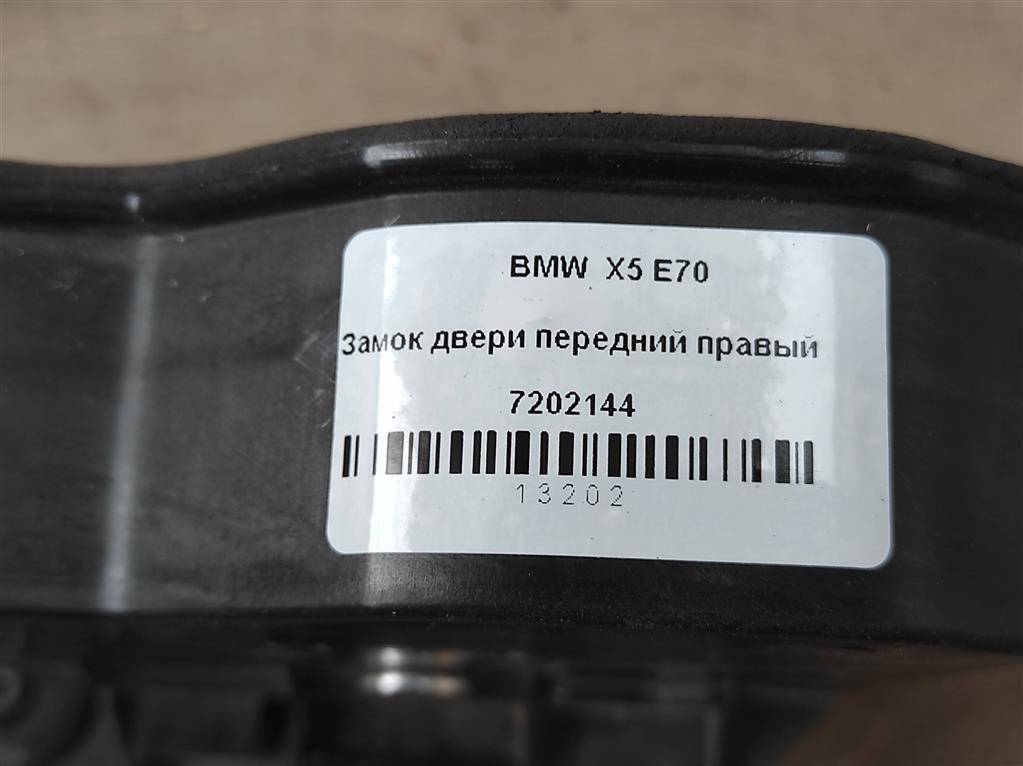 BMW X5 E70
Замок двери передний правый
7202144
13202